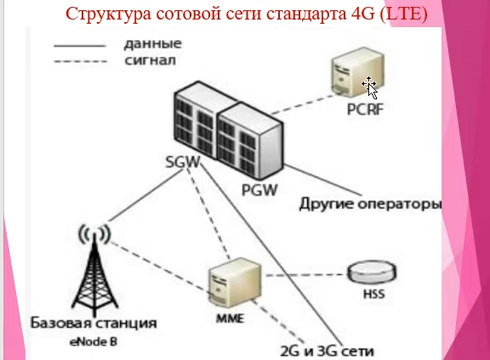 Структура сотовой сети стандарта 4G (LTE)
данные
сигнал
PCRF
SGW
PGW
Другие операторы
HSS
MME
Базовая станция
eNode B
2G и 3G сети